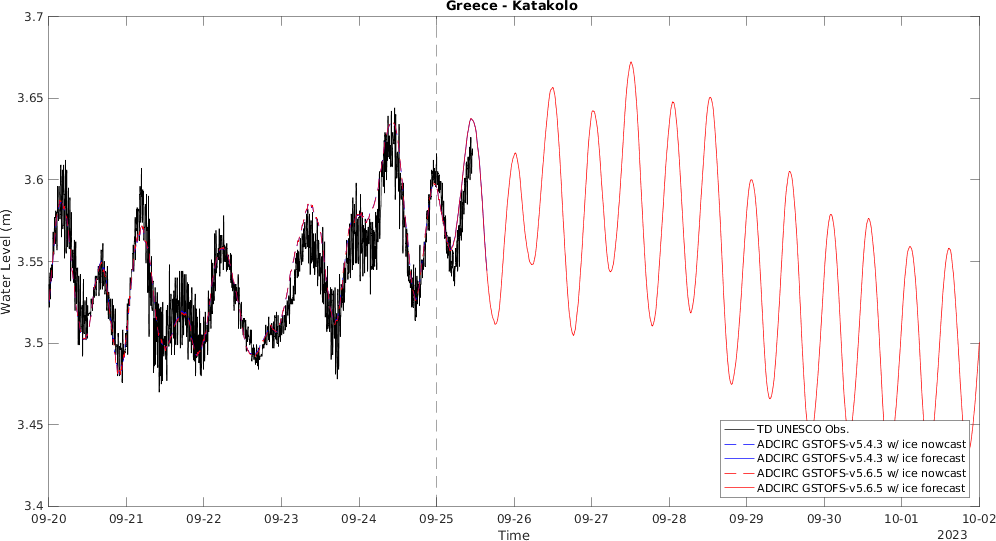 Greece - Katakolo
3.7
3.65
3.6
3.55
3.5
3.45
3.4
Water Level (m)
TD UNESCO Obs.
ADCIRC GSTOFS-v5.4.3 w/ ice nowcast
ADCIRC GSTOFS-v5.4.3 w/ ice forecast
ADCIRC GSTOFS-v5.6.5 w/ ice nowcast
ADCIRC GSTOFS-v5.6.5 w/ ice forecast
09-20 09-21 09-22 09-23 09-24 09-25 09-26 09-27 09-28 09-29 09-30 10-01 10-02
Time
2023